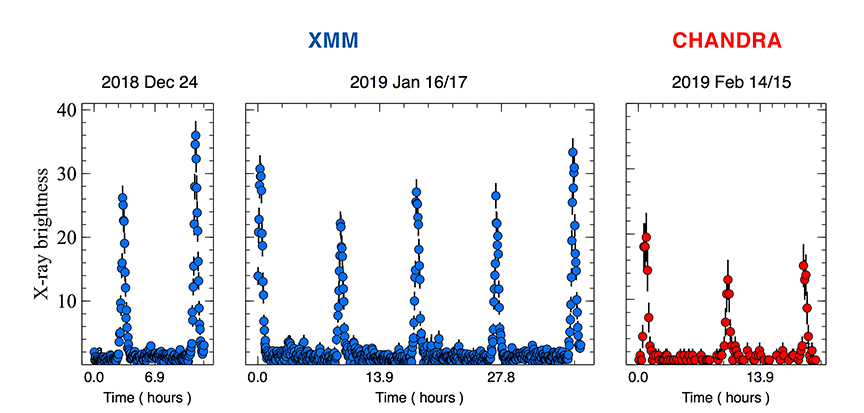 XMM
CHANDRA
2018 Dec 24
2019 Jan 16/17
2019 Feb 14/15
X-ray brightness
40
30
20
10
0.0 6.9
0.0 13.9 27.8
0.0 13.9
Time ( hours )
Time ( hours )
Time ( hours )